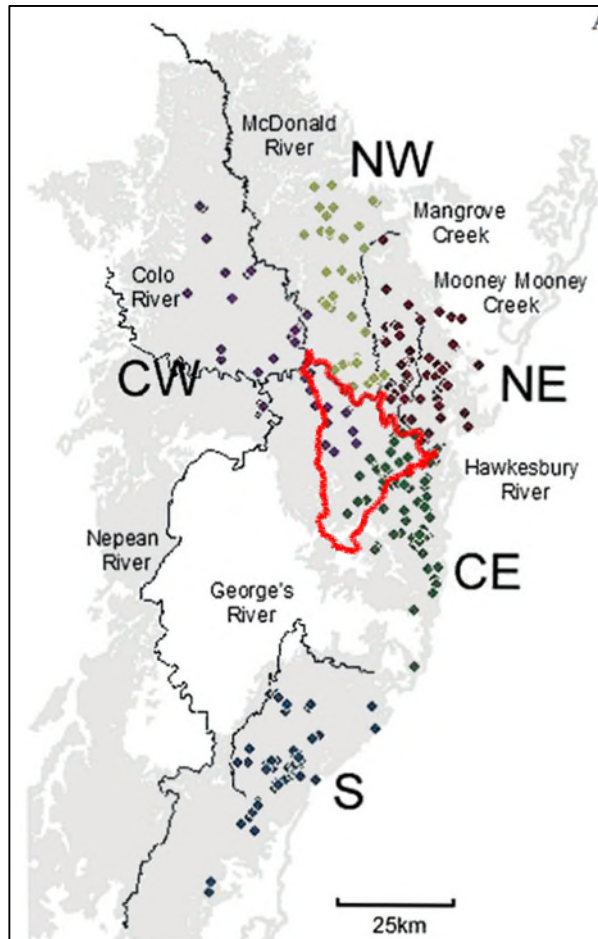 A
McDonald
River
NW
Mangrove
Creek
Colo
River
Mooney Mooney
Creek
CW
NE
Hawkesbury
River
Nepean
River
CE
George's
River
S
25km